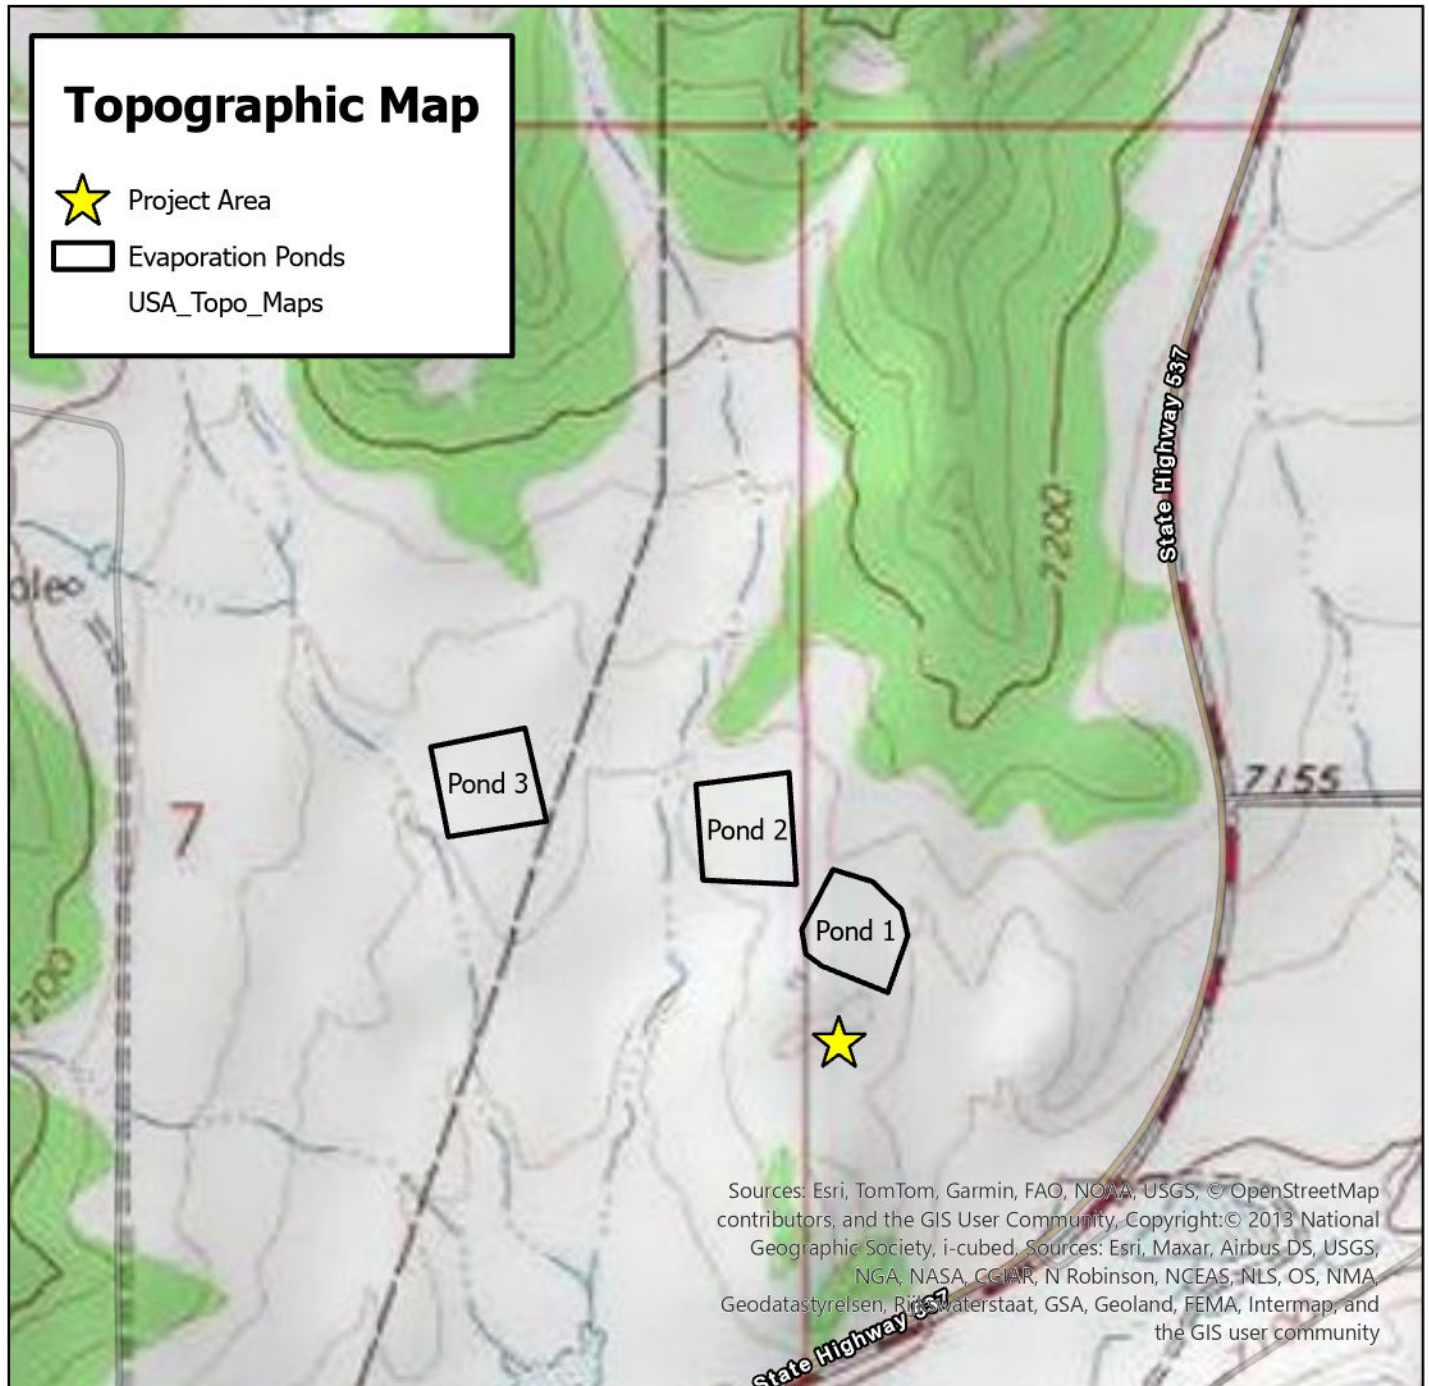 Topographic Map
Project Area
Evaporation Ponds
USA_Topo_Maps
State Highway 537
7200
aleo
7155
Pond 3
Pond 2
7
Pond 1
7200
Sources: Esri, TomTom, Garmin, FAO, NOAA, USGS, © OpenStreetMap
contributors, and the GIS User Community, Copyright:© 2013 National
Geographic Society, i-cubed, Sources: Esri, Maxar, Airbus DS, USGS,
NGA, NASA, CGIAR, N Robinson, NCEAS, NLS, OS, NMA,
Geodatastyrelsen, Rijkswaterstaat, GSA, Geoland, FEMA, Intermap, and
the GIS user community
State Highway 537